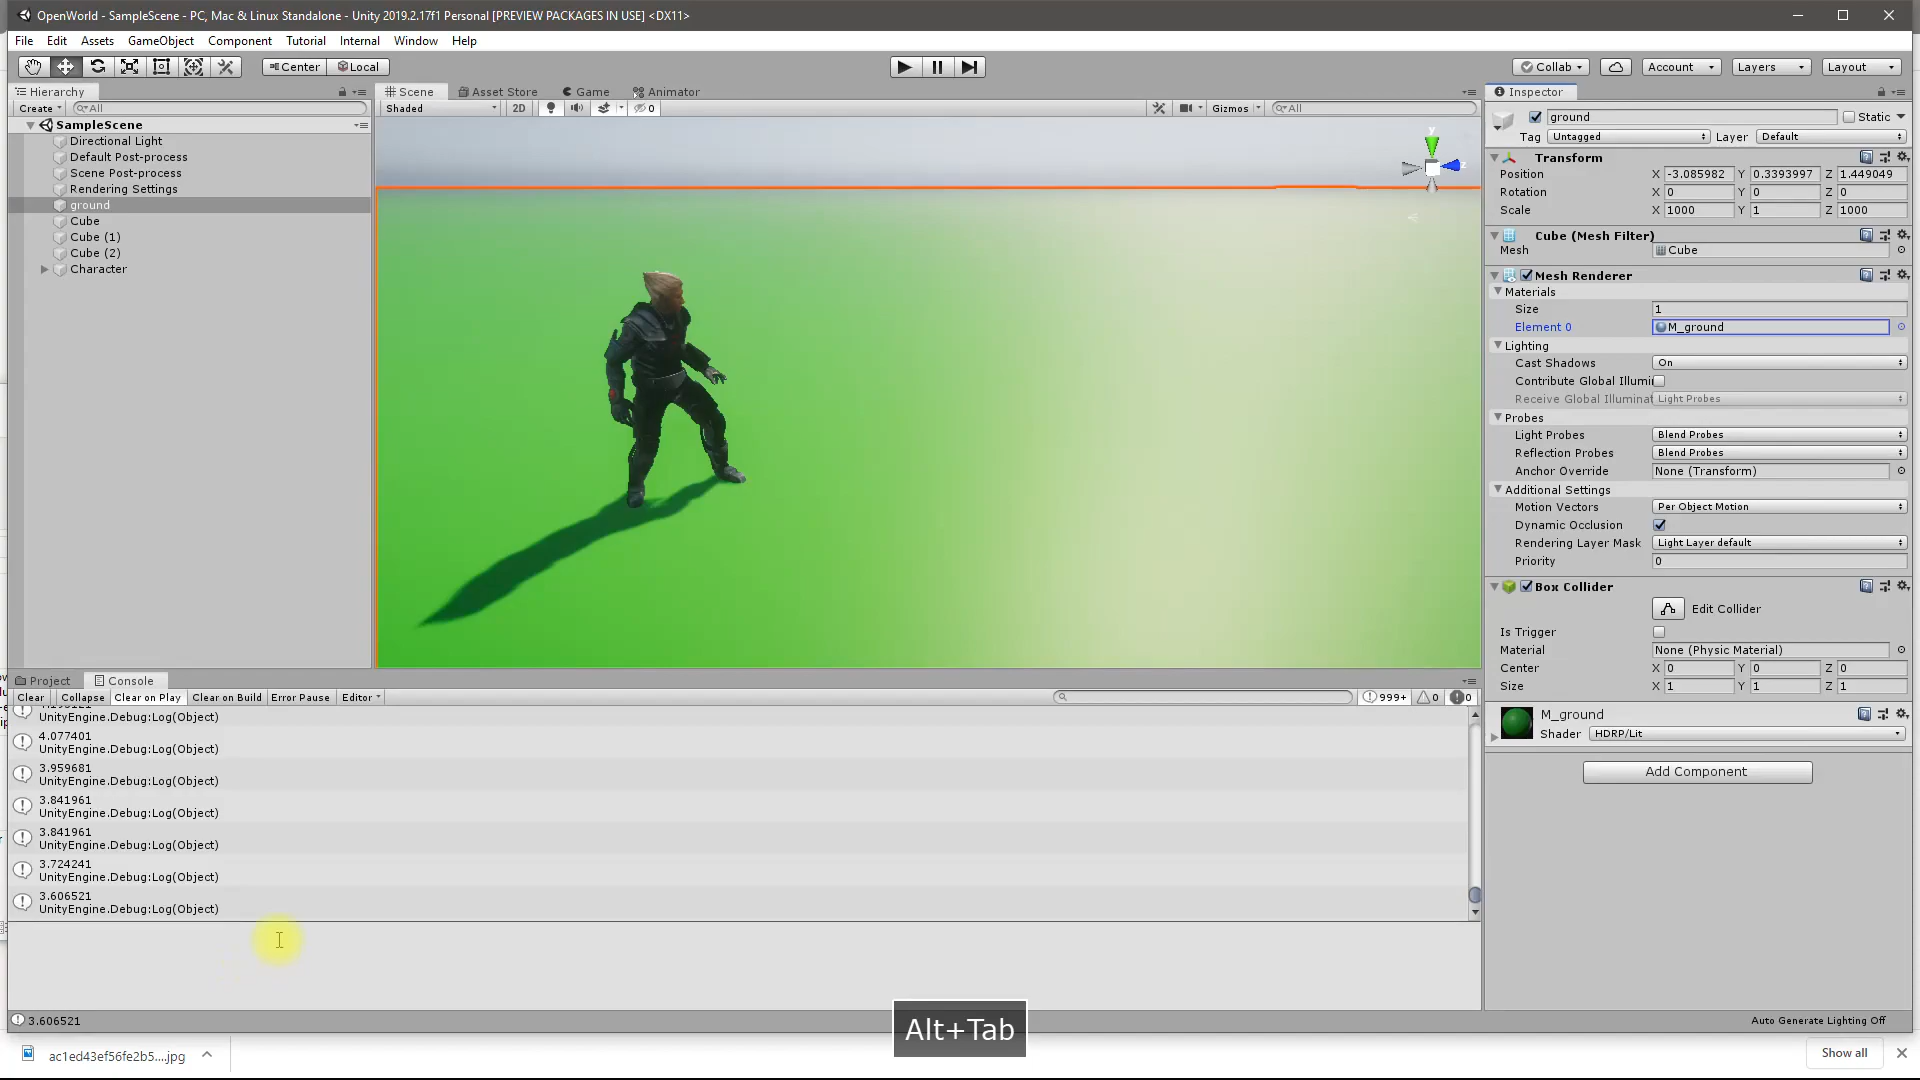 OpenWorld - SampleScene - PC, Mac & Linux Standalone - Unity 2019.2.17f1 Personal [PREVIEW PACKAGES IN USE] <DX11>
File Edit Assets GameObject Component Tutorial Internal Window Help
Center Local
Collab Account Layers Layout
Hierarchy
Create All
SampleScene
Directional Light
Default Post-process
Scene Post-process
Rendering Settings
ground
Cube
Cube (1)
Cube (2)
Character
Scene Asset Store Game Animator
Shaded 2D 0 Gizmos All
y
z
Inspector
ground Static
Tag Untagged Layer Default
Transform
Position X -3.085982 Y 0.3393997 Z 1.449049
Rotation X 0 Y 0 Z 0
Scale X 1000 Y 1 Z 1000
Cube (Mesh Filter)
Mesh Cube
Mesh Renderer
Materials
Size 1
Element 0 M_ground
Lighting
Cast Shadows On
Contribute Global Illumi
Receive Global Illuminat Light Probes
Probes
Light Probes Blend Probes
Reflection Probes Blend Probes
Anchor Override None (Transform)
Additional Settings
Motion Vectors Per Object Motion
Dynamic Occlusion
Rendering Layer Mask Light Layer default
Priority 0
Box Collider
Edit Collider
Is Trigger
Material None (Physic Material)
Center X 0 Y 0 Z 0
Size X 1 Y 1 Z 1
M_ground
Shader HDRP/Lit
Add Component
Project Console
Clear Collapse Clear on Play Clear on Build Error Pause Editor 999+ 0 0
UnityEngine.Debug:Log(Object)
4.077401
UnityEngine.Debug:Log(Object)
3.959681
UnityEngine.Debug:Log(Object)
3.841961
UnityEngine.Debug:Log(Object)
3.841961
UnityEngine.Debug:Log(Object)
3.724241
UnityEngine.Debug:Log(Object)
3.606521
UnityEngine.Debug:Log(Object)
3.606521
Alt+Tab
Auto Generate Lighting Off
ac1ed43ef56fe2b5....jpg
Show all